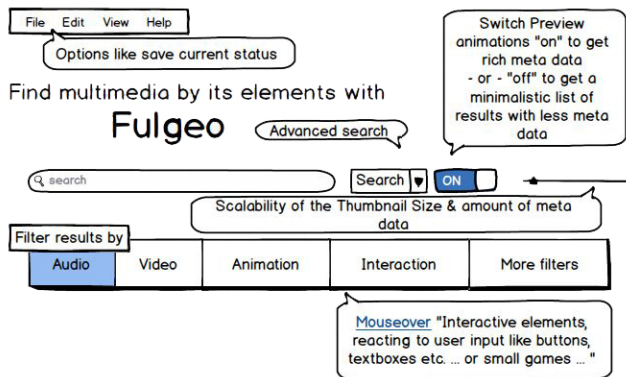 File Edit View Help
Options like save current status
Switch Preview
animations "on" to get
rich meta data
- or - "off" to get a
minimalistic list of
results with less meta
data
Find multimedia by its elements with
Fulgeo
Advanced search
search
Search
ON
Scalability of the Thumbnail Size & amount of meta
data
Filter results by
Audio Video Animation Interaction More filters
Mouseover "Interactive elements,
reacting to user input like buttons,
textboxes etc. ... or small games ... "